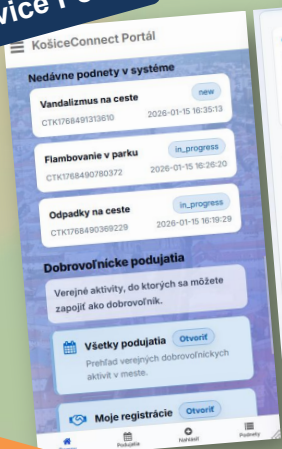 KošiceConnect Portál
Nedávne podnety v systéme
Vandalizmus na ceste
new
CTK1768491313610
2026-01-15 16:35:13
Flambovanie v parku
in_progress
CTK1768490780372
2026-01-15 16:26:20
Odpadky na ceste
in_progress
CTK1768490369229
2026-01-15 16:19:29
Dobrovoľnícke podujatia
Verejné aktivity, do ktorých sa môžete
zapojiť ako dobrovoľník.
Všetky podujatia
Otvoriť
Prehľad verejných dobrovoľníckych
aktivít v meste.
Moje registrácie
Otvoriť
Podujatia
Nahlásiť
Podnety